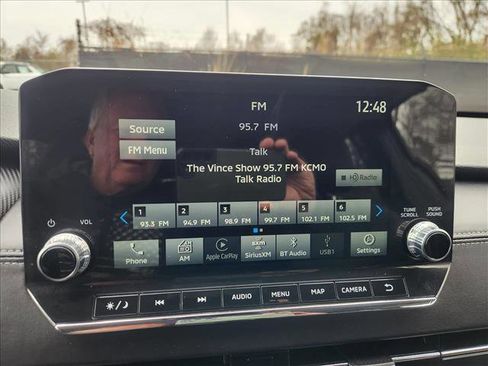 FM
12:48
Source
95.7 FM
FM Menu
Talk
The Vince Show 95.7 FM KCMO
Talk Radio
HD Radio
TUNE SCROLL
PUSH SOUND
VOL
1 2 3 4 5 6
93.3 FM 94.9 FM 98.9 FM 99.7 FM 102.1 FM 102.5 FM
Phone
AM
Apple CarPlay
sxm
SiriusXM
BT Audio
USB1
Settings
AUDIO
MENU
MAP
CAMERA